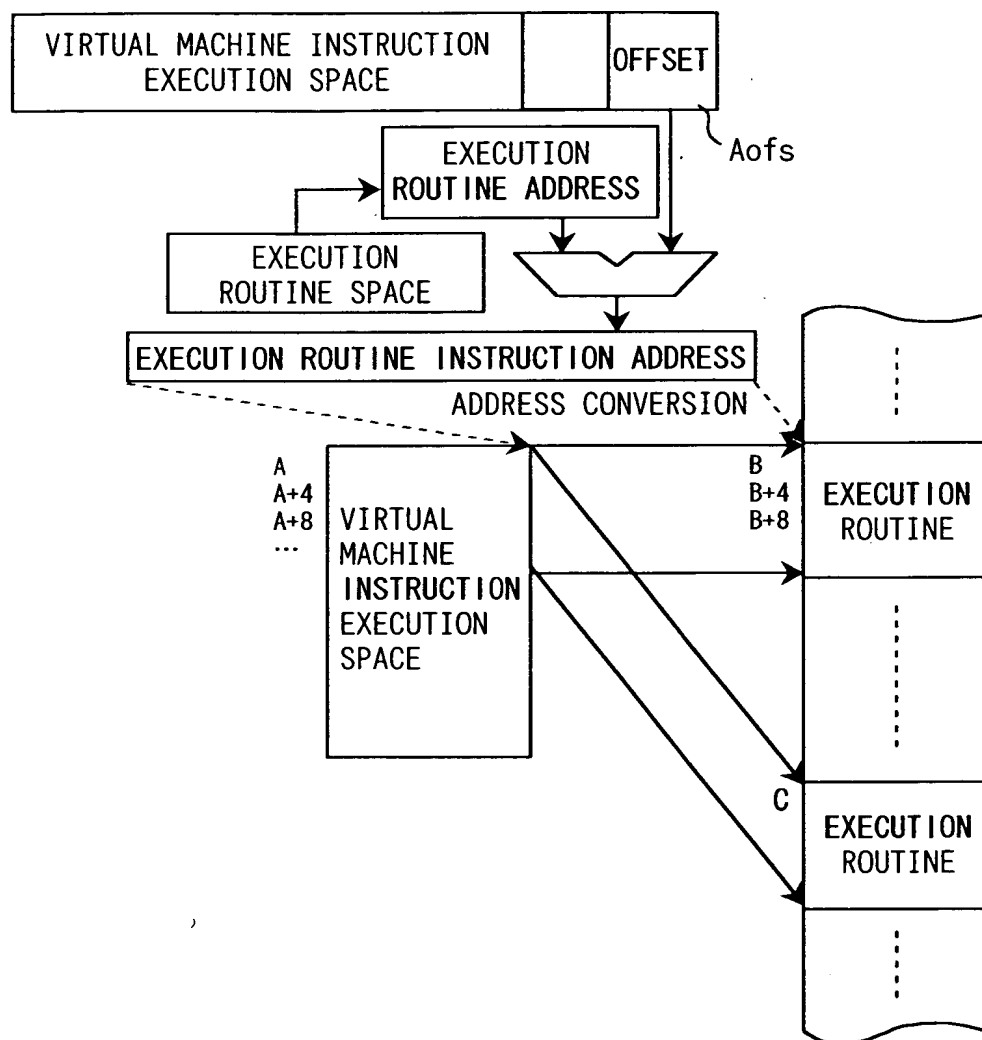 VIRTUAL MACHINE INSTRUCTION
EXECUTION SPACE
OFFSET
Aofs
EXECUTION
ROUTINE ADDRESS
EXECUTION
ROUTINE SPACE
EXECUTION ROUTINE INSTRUCTION ADDRESS
ADDRESS CONVERSION
A
A+4
A+8
...
VIRTUAL
MACHINE
INSTRUCTION
EXECUTION
SPACE
B
B+4
B+8
EXECUTION
ROUTINE
C
EXECUTION
ROUTINE